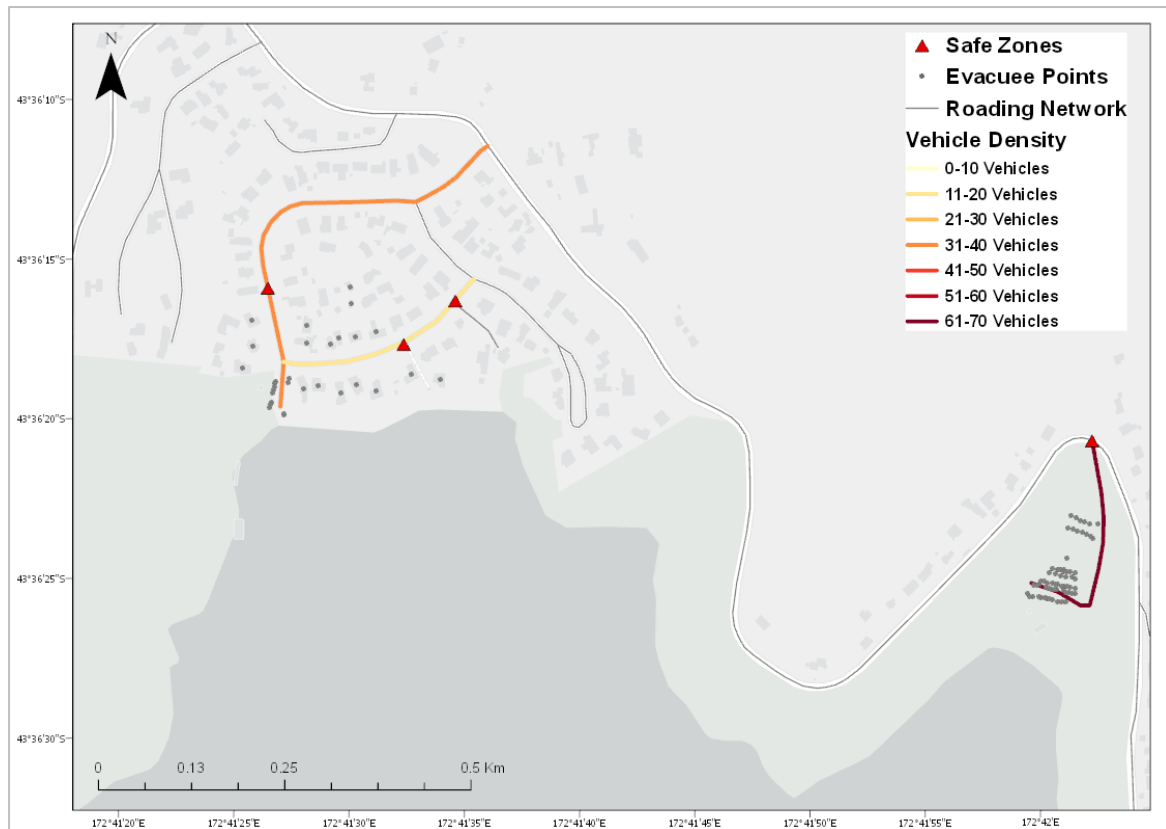 N
Safe Zones
Evacuee Points
Roading Network
Vehicle Density
0-10 Vehicles
11-20 Vehicles
21-30 Vehicles
31-40 Vehicles
41-50 Vehicles
51-60 Vehicles
61-70 Vehicles
43°36'10"S
43°36'15"S
43°36'20"S
43°36'25"S
43°36'30"S
0 0.13 0.25 0.5 Km
172°41'20"E 172°41'25"E 172°41'30"E 172°41'35"E 172°41'40"E 172°41'45"E 172°41'50"E 172°41'55"E 172°42'E